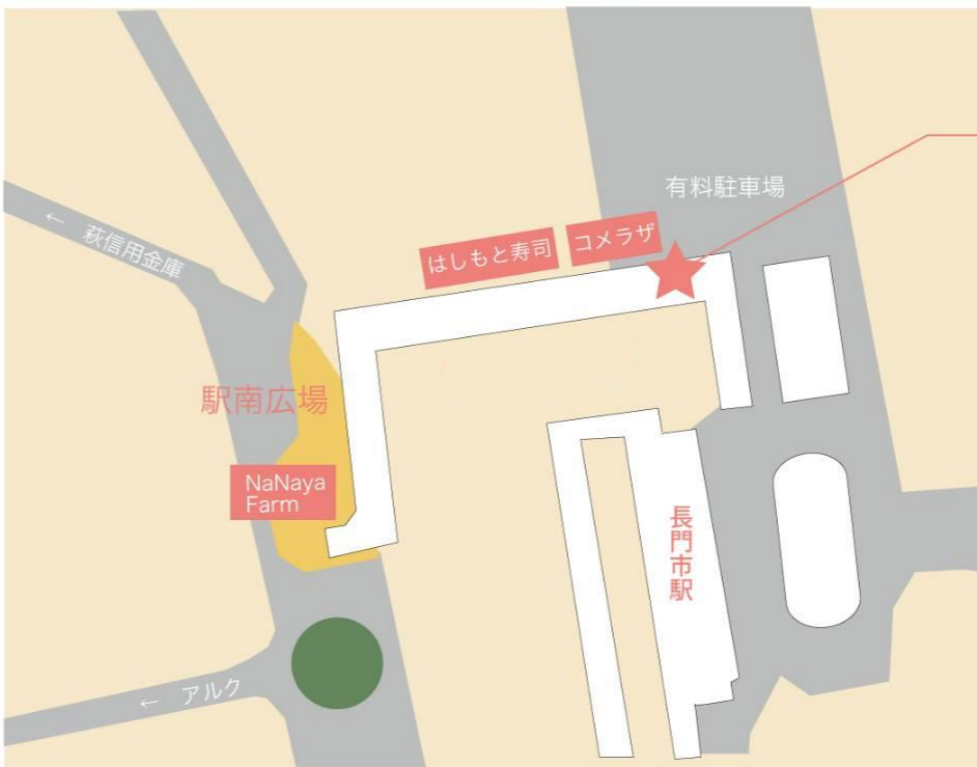 有料駐車場
コメラザ
はしもと寿司
← 萩信用金庫
駅南広場
NaNaya
Farm
長門市駅
← アルク